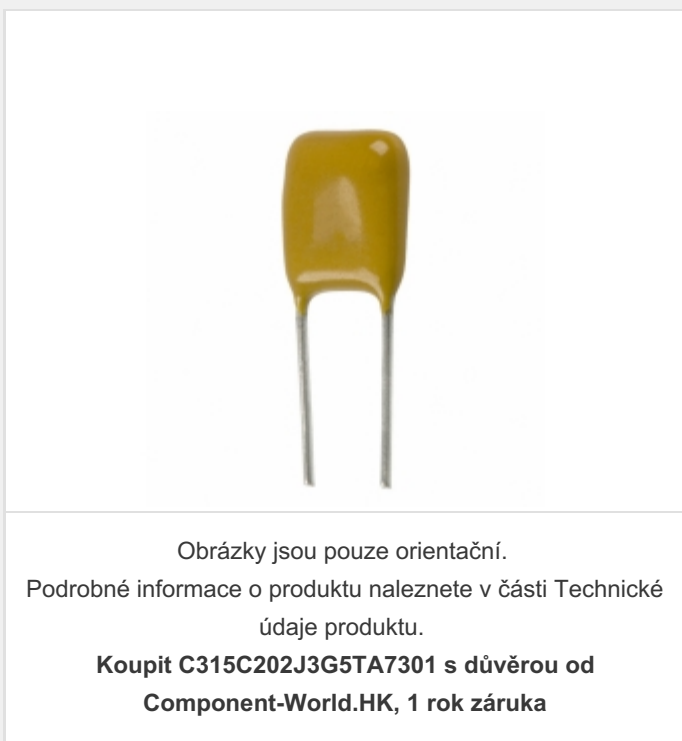 Obrázky jsou pouze orientační.
Podrobné informace o produktu naleznete v části Technické
údaje produktu.
Koupit C315C202J3G5TA7301 s důvěrou od
Component-World.HK, 1 rok záruka